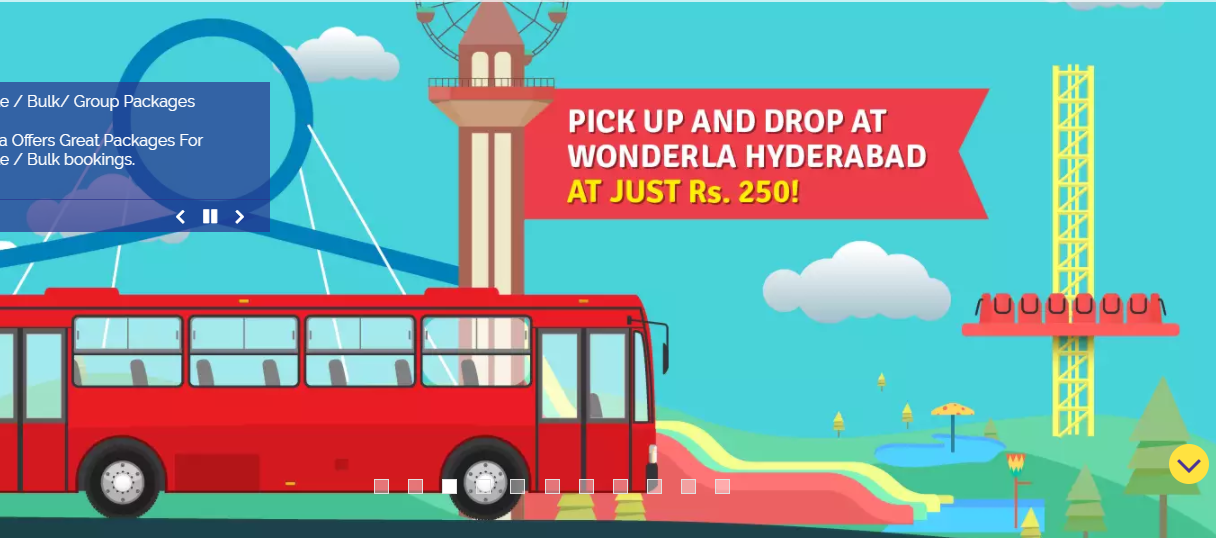 e / Bulk/ Group Packages
a Offers Great Packages For
e / Bulk bookings.
PICK UP AND DROP AT
WONDERLA HYDERABAD
AT JUST Rs. 250!